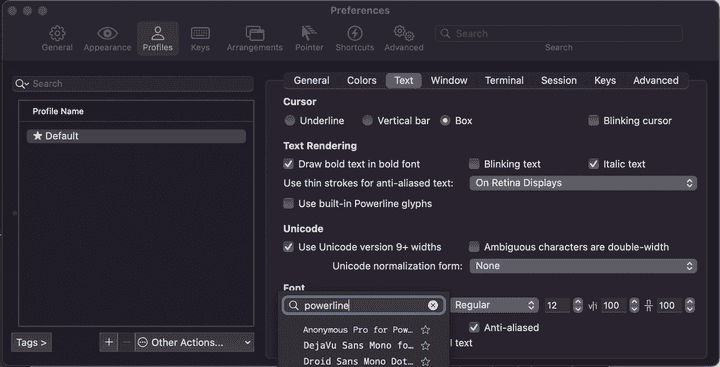 Preferences
General Appearance Profiles Keys Arrangements Pointer Shortcuts Advanced Search
Search
Search
Profile Name
★ Default
Tags > + − Other Actions...
General Colors Text Window Terminal Session Keys Advanced
Cursor
Underline Vertical bar Box Blinking cursor
Text Rendering
Draw bold text in bold font Blinking text Italic text
Use thin strokes for anti-aliased text: On Retina Displays
Use built-in Powerline glyphs
Unicode
Use Unicode version 9+ widths Ambiguous characters are double-width
Unicode normalization form: None
Font
powerline Regular 12 100 100
Anonymous Pro for Pow… Anti-aliased
DejaVu Sans Mono fo… text
Droid Sans Mono Dot…